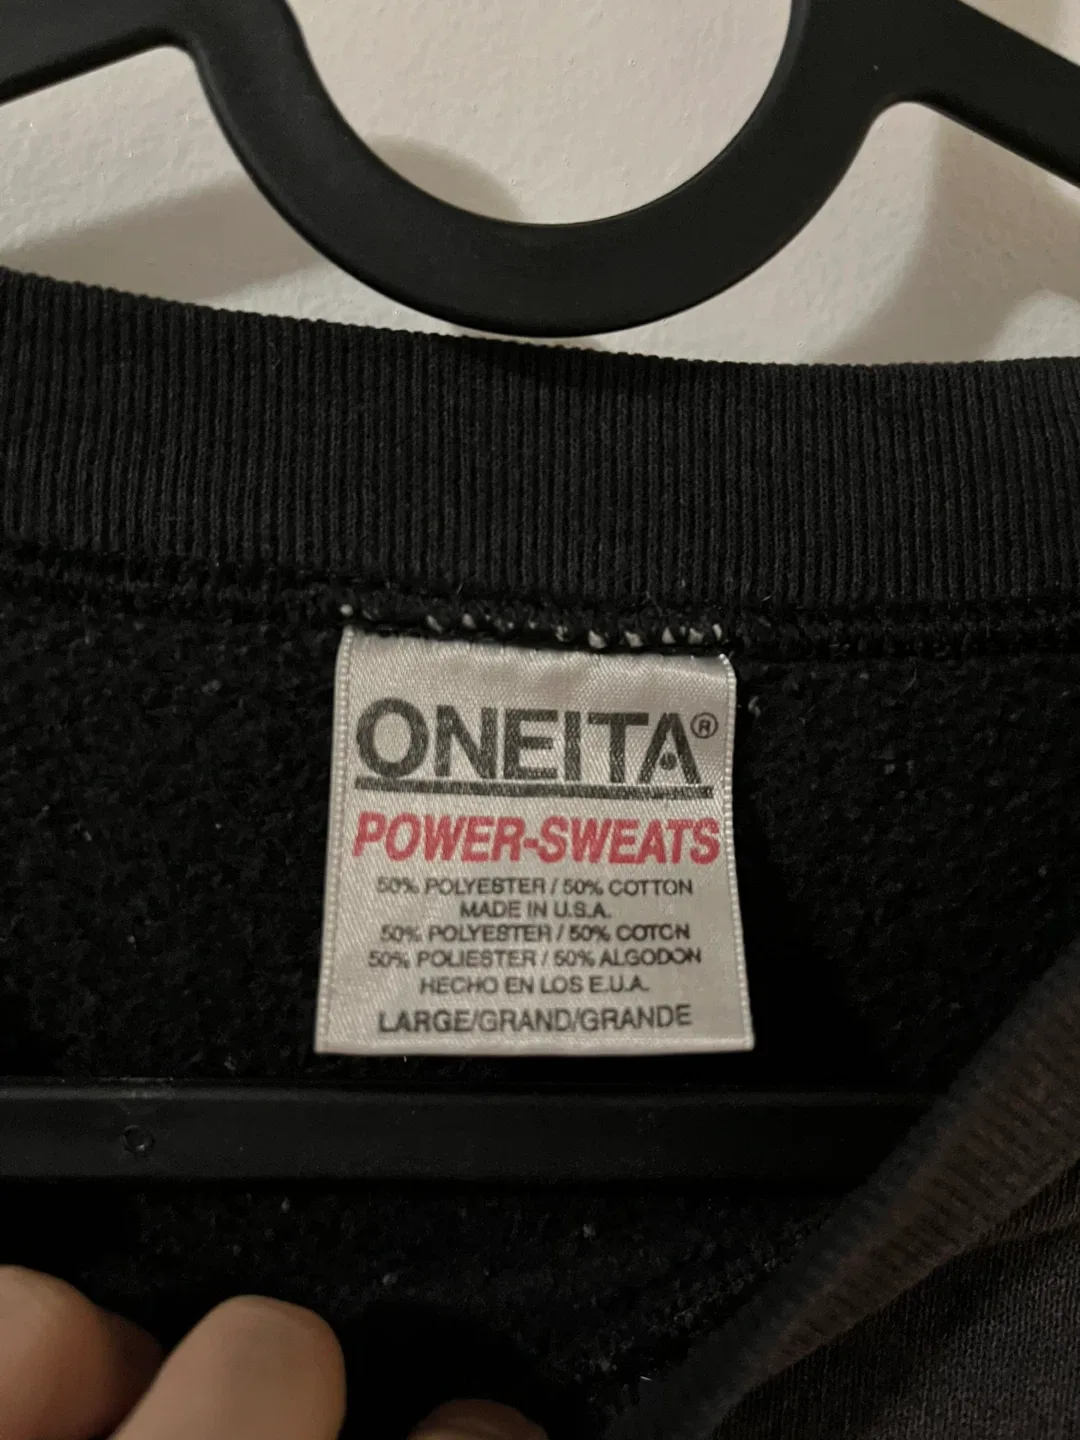 ONEITA®
POWER-SWEATS
50% POLYESTER / 50% COTTON
MADE IN U.S.A.
50% POLYESTER / 50% COTON
50% POLIESTER / 50% ALGODON
HECHO EN LOS E.U.A.
LARGE/GRAND/GRANDE